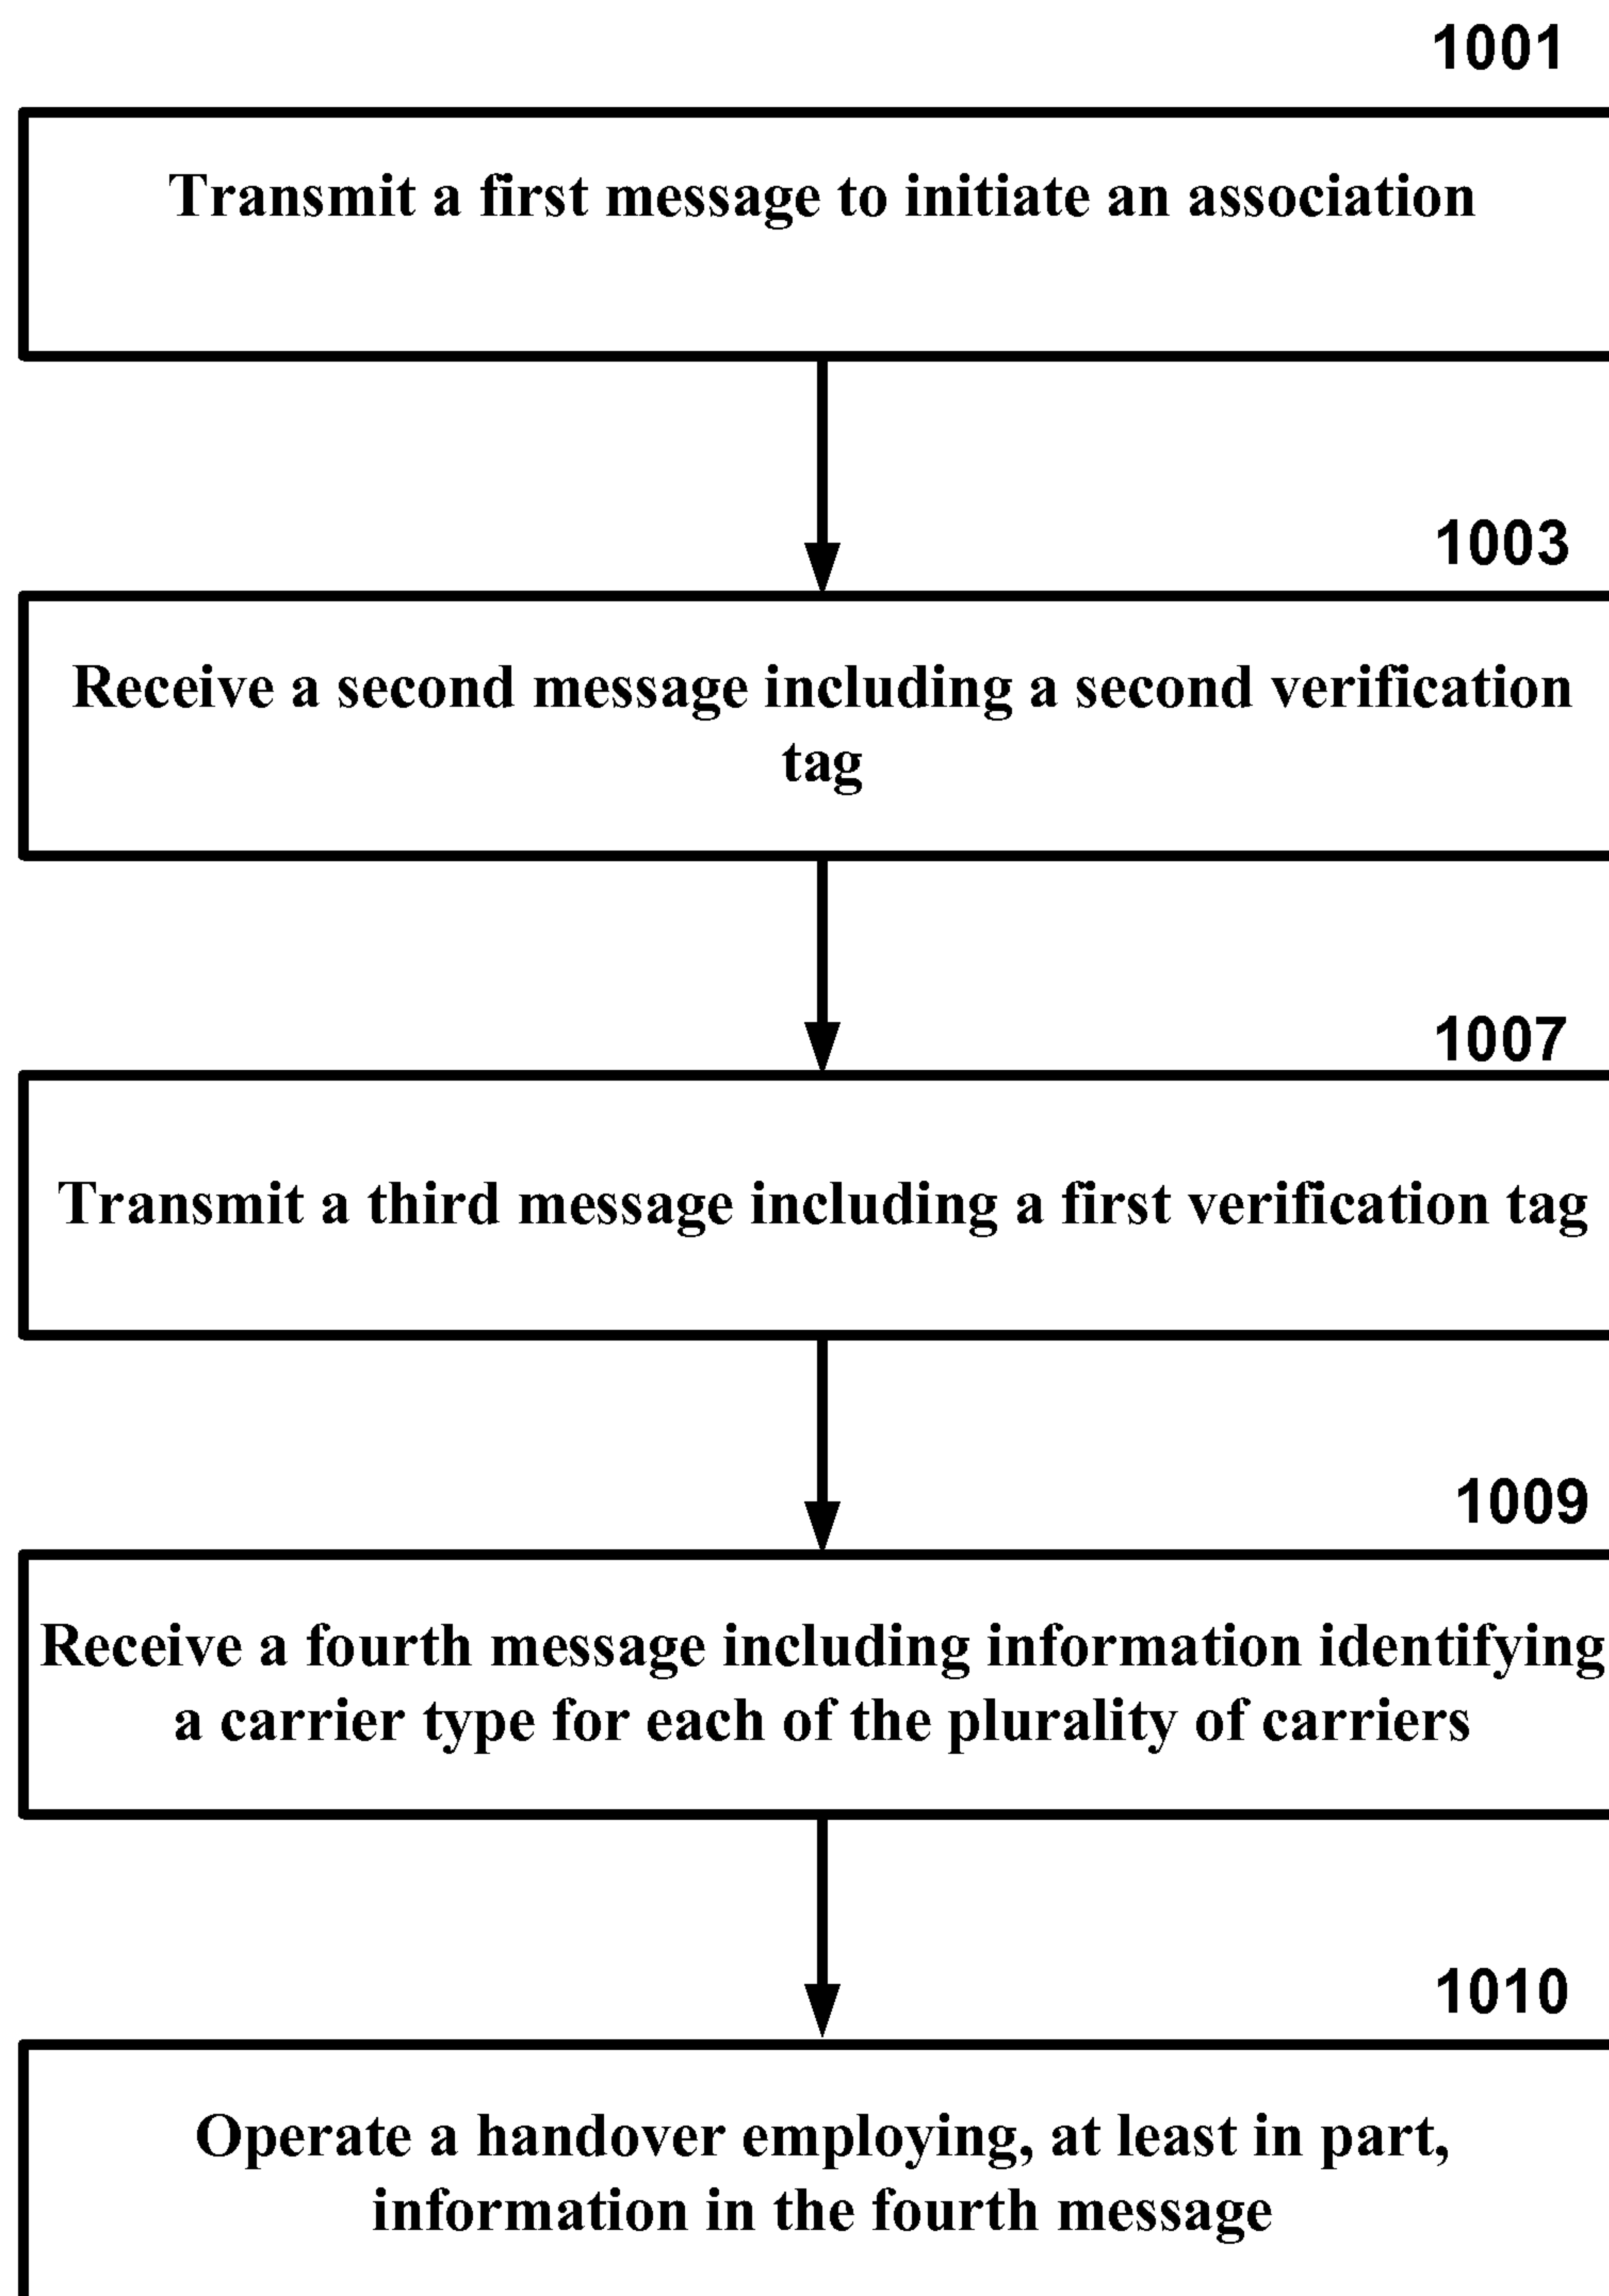 1001
Transmit a first message to initiate an association
1003
Receive a second message including a second verification
tag
1007
Transmit a third message including a first verification tag
1009
Receive a fourth message including information identifying
a carrier type for each of the plurality of carriers
1010
Operate a handover employing, at least in part,
information in the fourth message